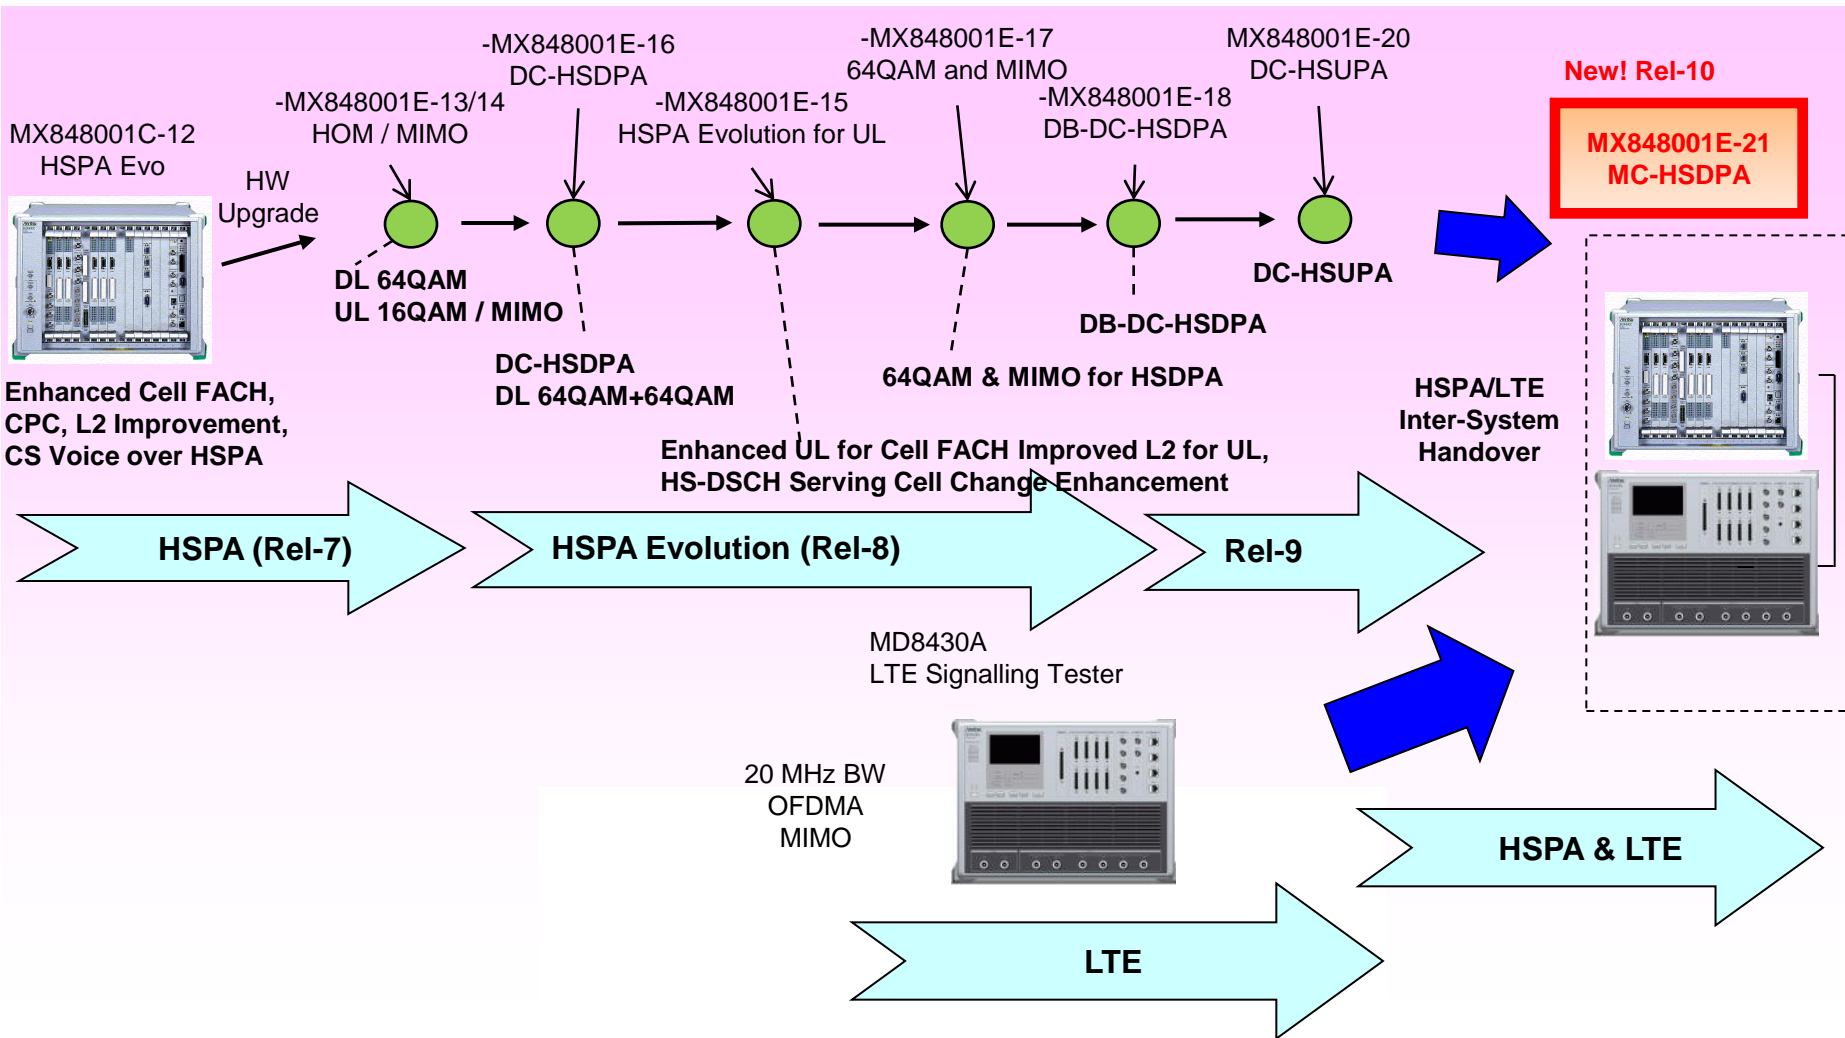 -MX848001E-16
DC-HSDPA
-MX848001E-17
64QAM and MIMO
MX848001E-20
DC-HSUPA
New! Rel-10
-MX848001E-13/14
HOM / MIMO
-MX848001E-15
HSPA Evolution for UL
-MX848001E-18
DB-DC-HSDPA
MX848001C-12
HSPA Evo
MX848001E-21
MC-HSDPA
HW
Upgrade
DL 64QAM
UL 16QAM / MIMO
DC-HSUPA
DB-DC-HSDPA
DC-HSDPA
DL 64QAM+64QAM
64QAM & MIMO for HSDPA
Enhanced Cell FACH,
CPC, L2 Improvement,
CS Voice over HSPA
HSPA/LTE
Inter-System
Handover
Enhanced UL for Cell FACH Improved L2 for UL,
HS-DSCH Serving Cell Change Enhancement
HSPA (Rel-7)
HSPA Evolution (Rel-8)
Rel-9
MD8430A
LTE Signalling Tester
20 MHz BW
OFDMA
MIMO
HSPA & LTE
LTE